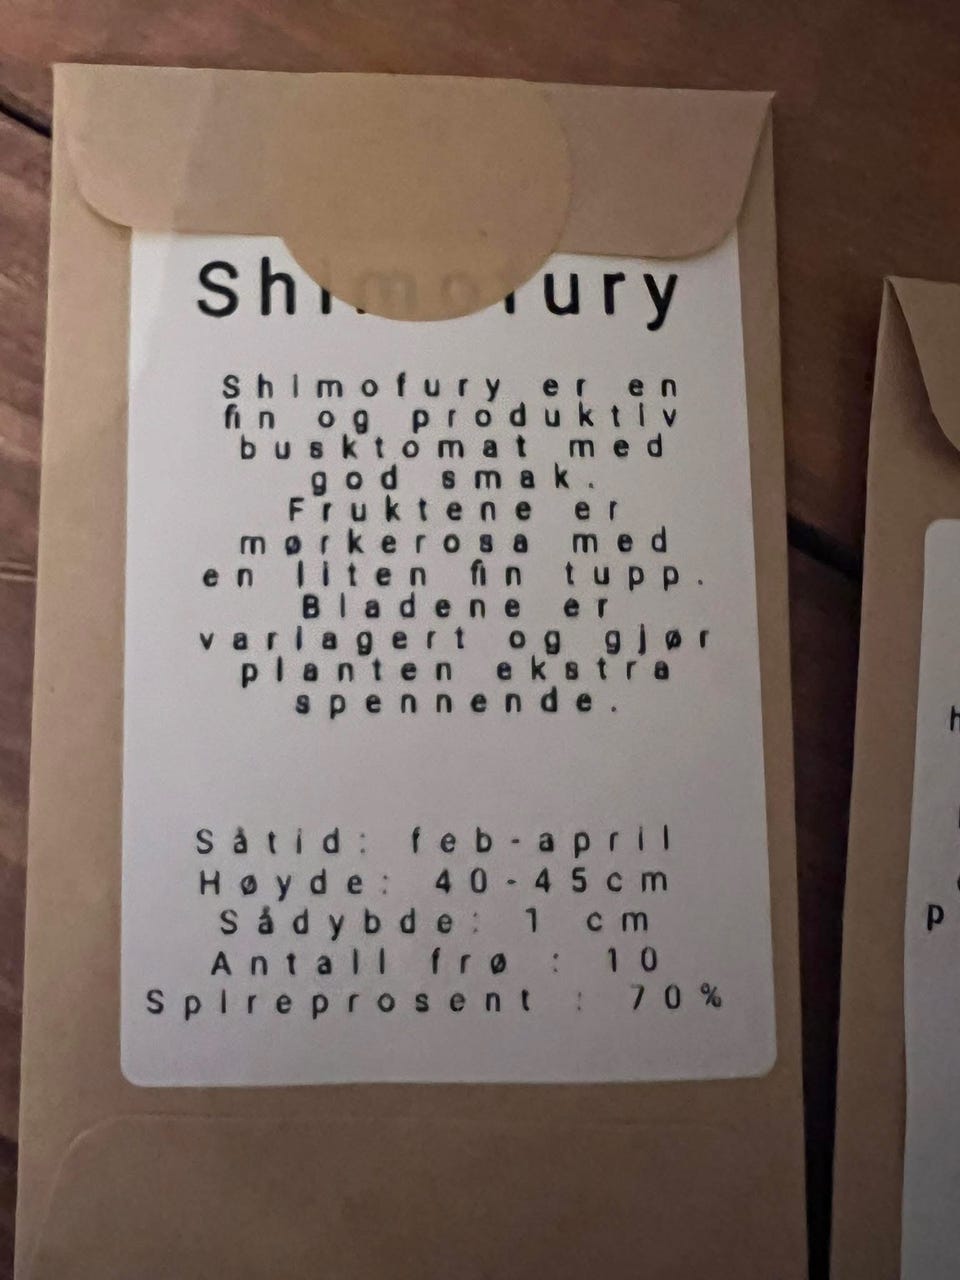 Shimofury
Shimofury er en
fin og produktiv
busktomat med
god smak.
Fruktene er
mørkerosa med
en liten fin tupp.
Bladene er
variagert og gjør
planten ekstra
spennende.
Såtid: feb-april
Høyde: 40-45cm
Sådybde: 1 cm
Antall frø : 10
Spireprosent : 70%
h
p